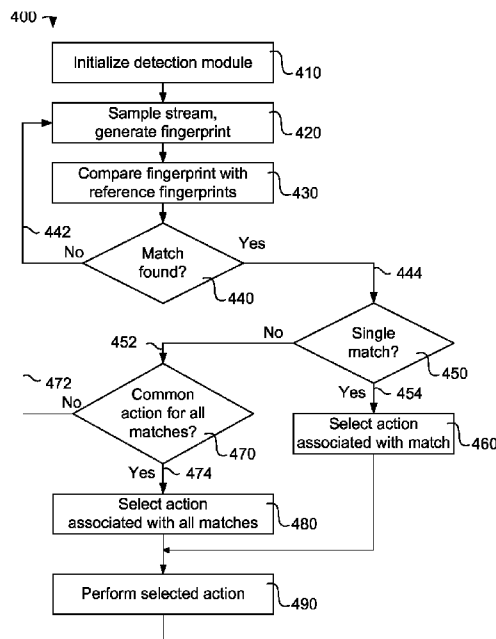 400
Initialize detection module
410
Sample stream,
generate fingerprint
420
Compare fingerprint with
reference fingerprints
430
442
No
Match
found?
Yes
440
444
452
No
Single
match?
450
472
No
Common
action for all
matches?
470
Yes
454
Select action
associated with match
460
Yes
474
Select action
associated with all matches
480
Perform selected action
490